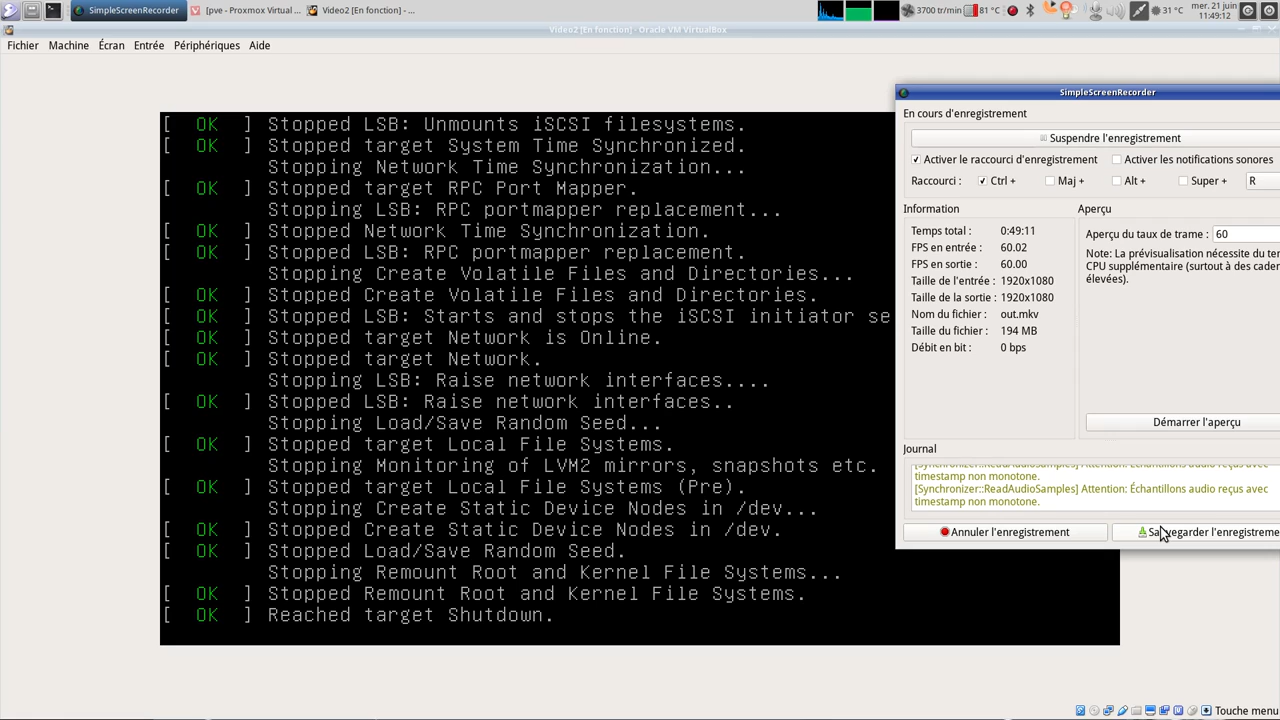 SimpleScreenRecorder
[pve - Proxmox Virtual ...
Video2 [En fonction] - ...
3700 tr/min
81 °C
31 °C
mer. 21 juin
11:49:12
Video2 [En fonction] - Oracle VM VirtualBox
Fichier Machine Écran Entrée Périphériques Aide
[ OK ] Stopped LSB: Unmounts iSCSI filesystems.
[ OK ] Stopped target System Time Synchronized.
Stopping Network Time Synchronization...
[ OK ] Stopped target RPC Port Mapper.
Stopping LSB: RPC portmapper replacement...
[ OK ] Stopped Network Time Synchronization.
[ OK ] Stopped LSB: RPC portmapper replacement.
Stopping Create Volatile Files and Directories...
[ OK ] Stopped Create Volatile Files and Directories.
[ OK ] Stopped LSB: Starts and stops the iSCSI initiator se
[ OK ] Stopped target Network is Online.
[ OK ] Stopped target Network.
Stopping LSB: Raise network interfaces....
[ OK ] Stopped LSB: Raise network interfaces..
Stopping Load/Save Random Seed...
[ OK ] Stopped target Local File Systems.
Stopping Monitoring of LVM2 mirrors, snapshots etc.
[ OK ] Stopped target Local File Systems (Pre).
Stopping Create Static Device Nodes in /dev...
[ OK ] Stopped Create Static Device Nodes in /dev.
[ OK ] Stopped Load/Save Random Seed.
Stopping Remount Root and Kernel File Systems...
[ OK ] Stopped Remount Root and Kernel File Systems.
[ OK ] Reached target Shutdown.
SimpleScreenRecorder
En cours d'enregistrement
Suspendre l'enregistrement
Activer le raccourci d'enregistrement Activer les notifications sonores
Raccourci : Ctrl + Maj + Alt + Super + R
Information
Temps total : 0:49:11
FPS en entrée : 60.02
FPS en sortie : 60.00
Taille de l'entrée : 1920x1080
Taille de la sortie : 1920x1080
Nom du fichier : out.mkv
Taille du fichier : 194 MB
Débit en bit : 0 bps
Aperçu
Aperçu du taux de trame : 60
Note: La prévisualisation nécesite du te
CPU supplémentaire (surtout à des cade
élevées).
Démarrer l'aperçu
Journal
[Synchronizer::ReadAudioSamples] Attention: Échantillons audio reçus avec
timestamp non monotone.
[Synchronizer::ReadAudioSamples] Attention: Échantillons audio reçus avec
timestamp non monotone.
Annuler l'enregistrement
Sauvegarder l'enregistreme
Touche menu